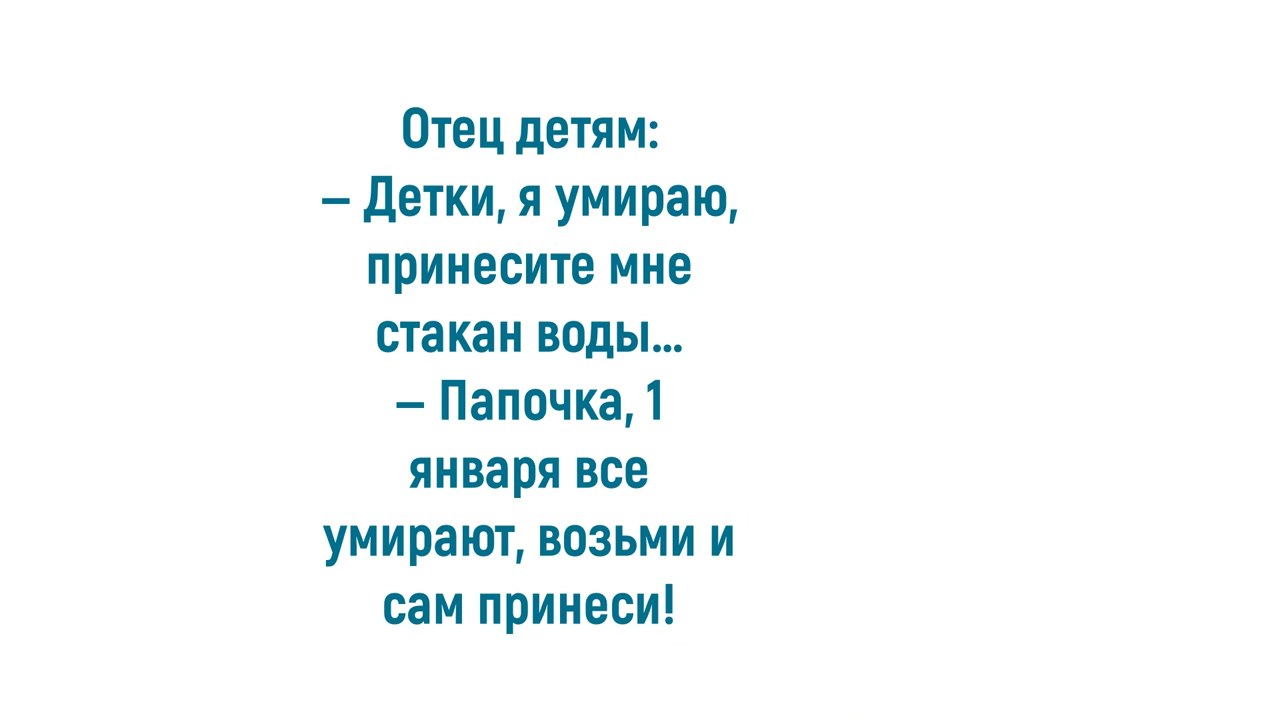 Отец детям:
– Детки, я умираю,
принесите мне
стакан воды...
– Папочка, 1
января все
умирают, возьми и
сам принеси!